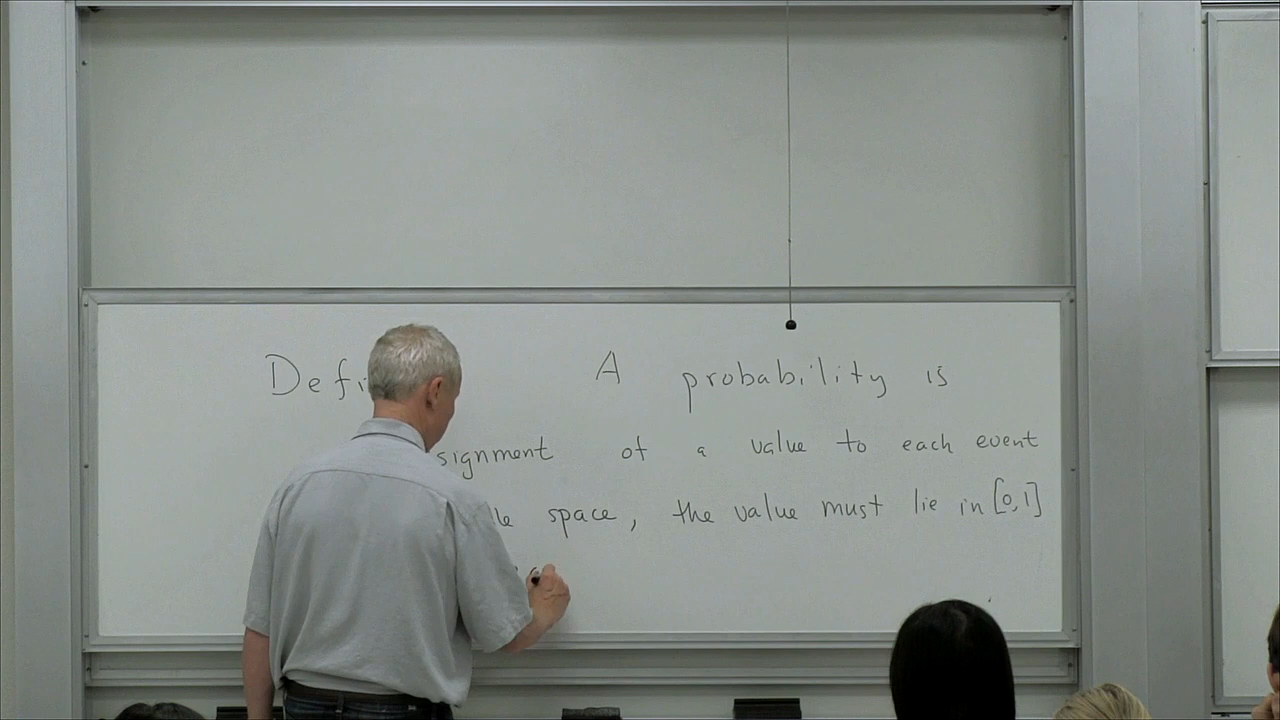 Defi A probability is
signment of a value to each event
le space, the value must lie in [0,1]